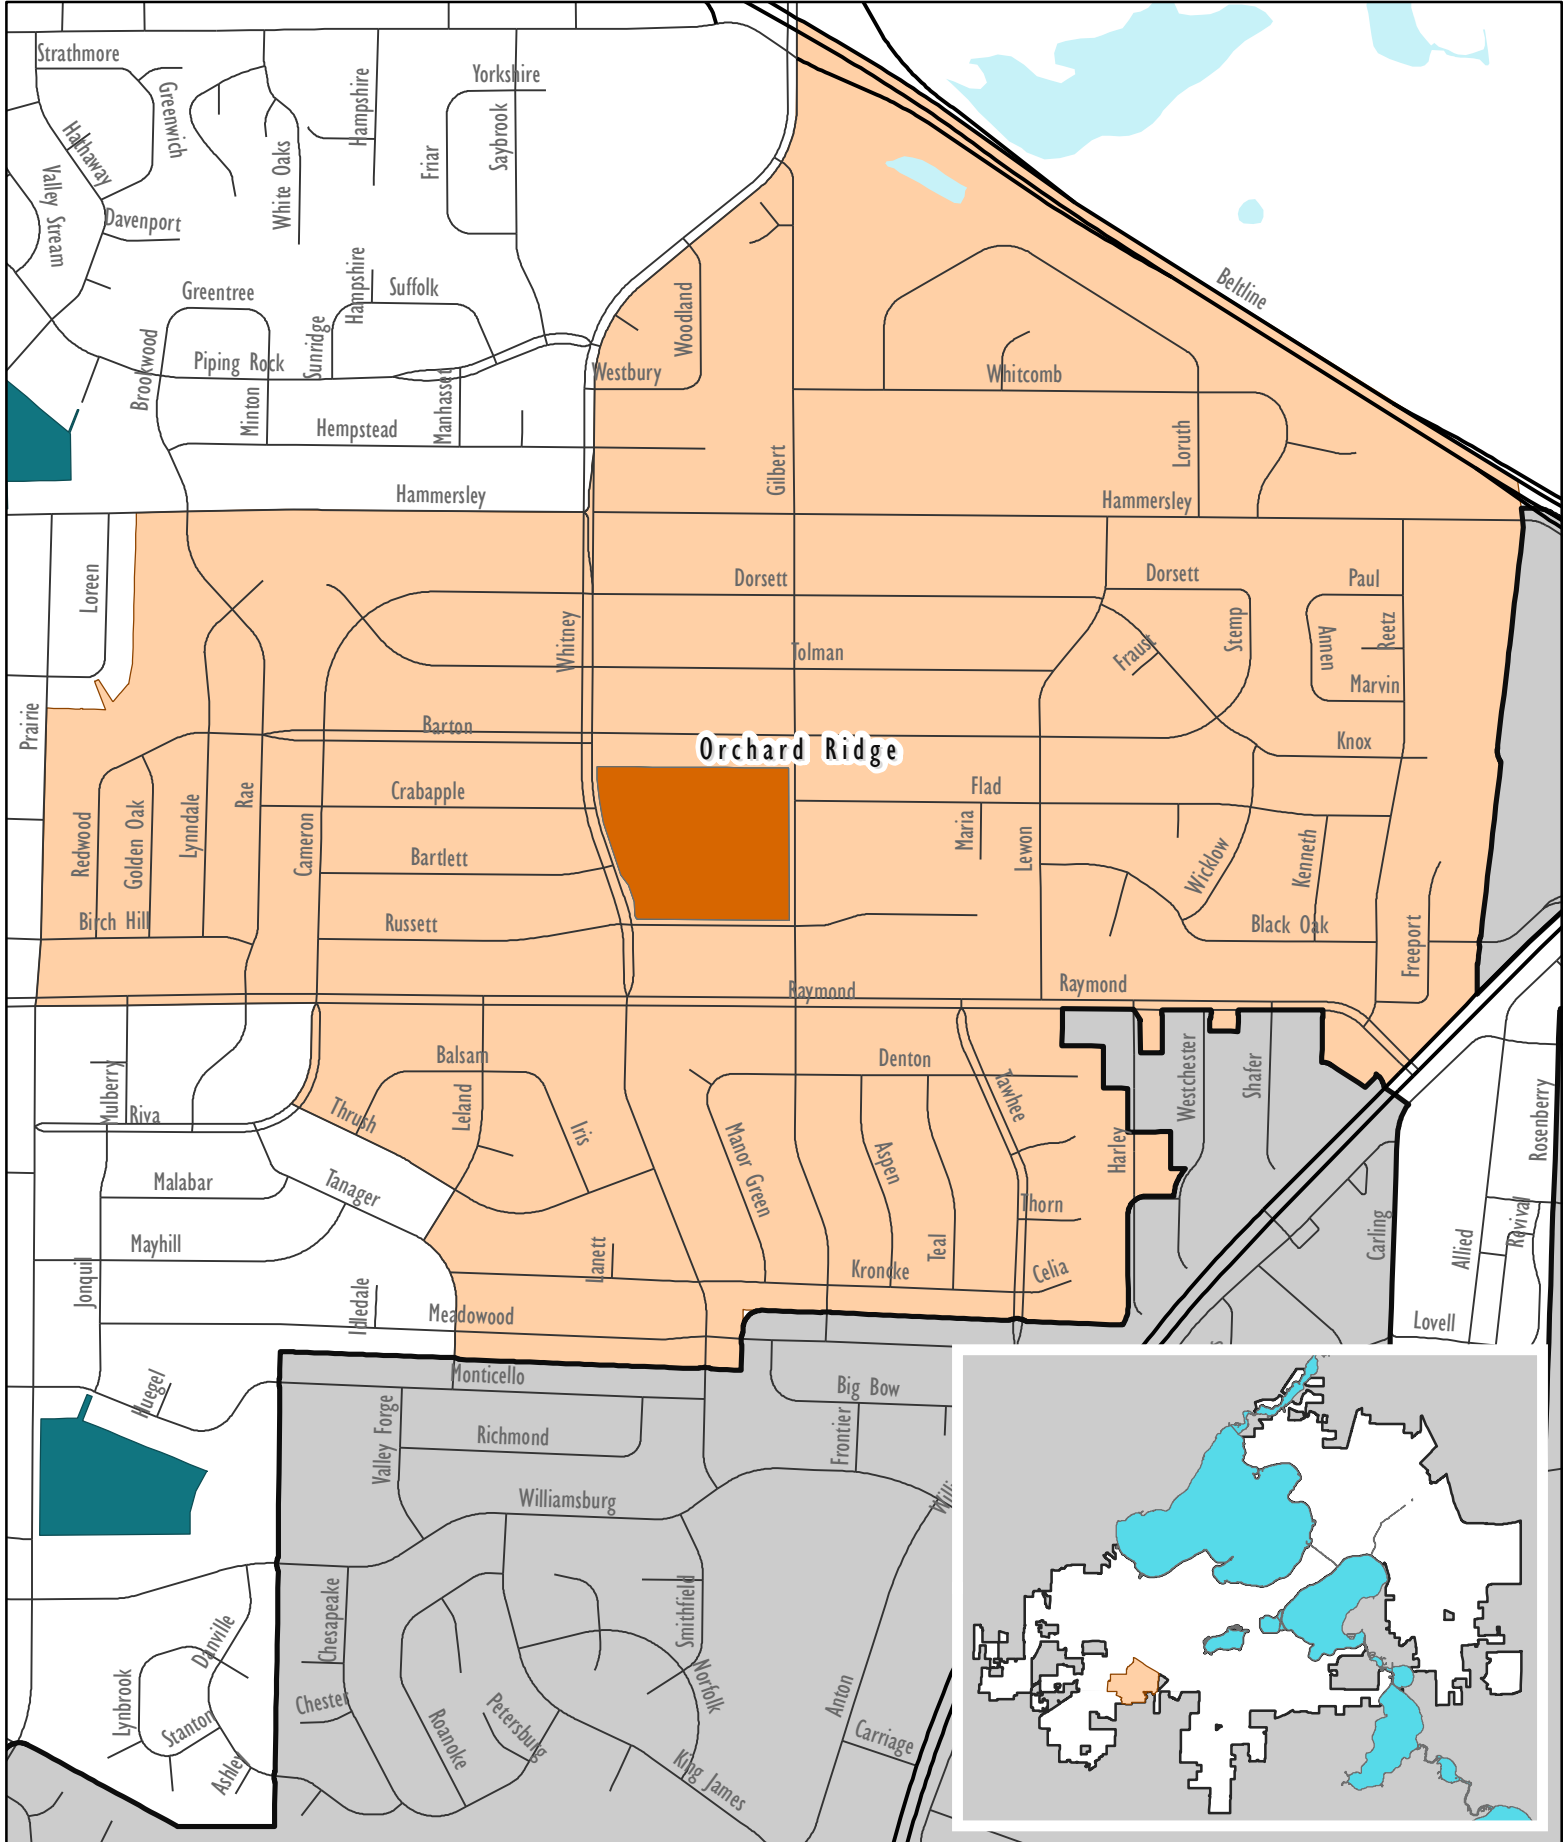 Strathmore
Greenwich
Hathaway
Valley Stream
Davenport
White Oaks
Hampshire
Yorkshire
Friar
Saybrook
Greentree
Hampshire
Suffolk
Sunridge
Brookwood
Piping Rock
Minton
Manhasset
Hempstead
Hammersley
Woodland
Westbury
Gilbert
Beltline
Whitcomb
Loruth
Hammersley
Loreen
Prairie
Dorsett
Dorsett
Paul
Whitney
Tolman
Fraust
Stemp
Annen
Reetz
Marvin
Barton
Orchard Ridge
Knox
Redwood
Golden Oak
Lynndale
Rae
Cameron
Crabapple
Flad
Maria
Lewon
Bartlett
Wicklow
Kenneth
Birch Hill
Russett
Black Oak
Freeport
Raymond
Raymond
Mulberry
Riva
Balsam
Thrush
Leland
Iris
Denton
Tawhee
Manor Green
Aspen
Teal
Thorn
Celia
Harley
Westchester
Shafer
Rosenberry
Malabar
Tanager
Mayhill
Jonquil
Idledale
Lanett
Kroncke
Meadowood
Carling
Allied
Revival
Lovell
Huegel
Monticello
Valley Forge
Richmond
Big Bow
Frontier
Williamsburg
Willi
Chesapeake
Smithfield
Danville
Lynbrook
Stanton
Ashley
Chester
Roanoke
Petersburg
Norfolk
King James
Anton
Carriage